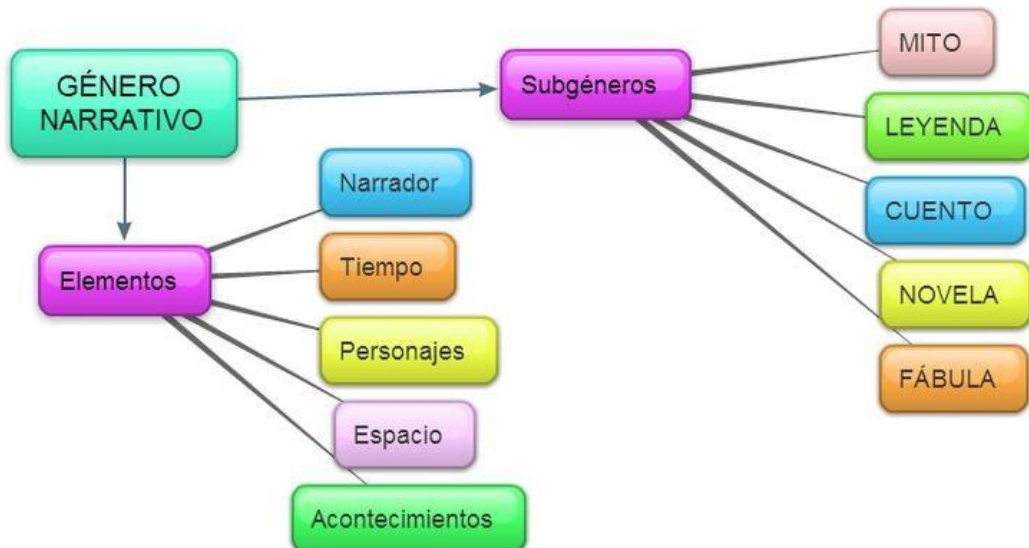 GÉNERO
NARRATIVO
Elementos
Narrador
Tiempo
Personajes
Espacio
Acontecimientos
Subgéneros
MITO
LEYENDA
CUENTO
NOVELA
FÁBULA